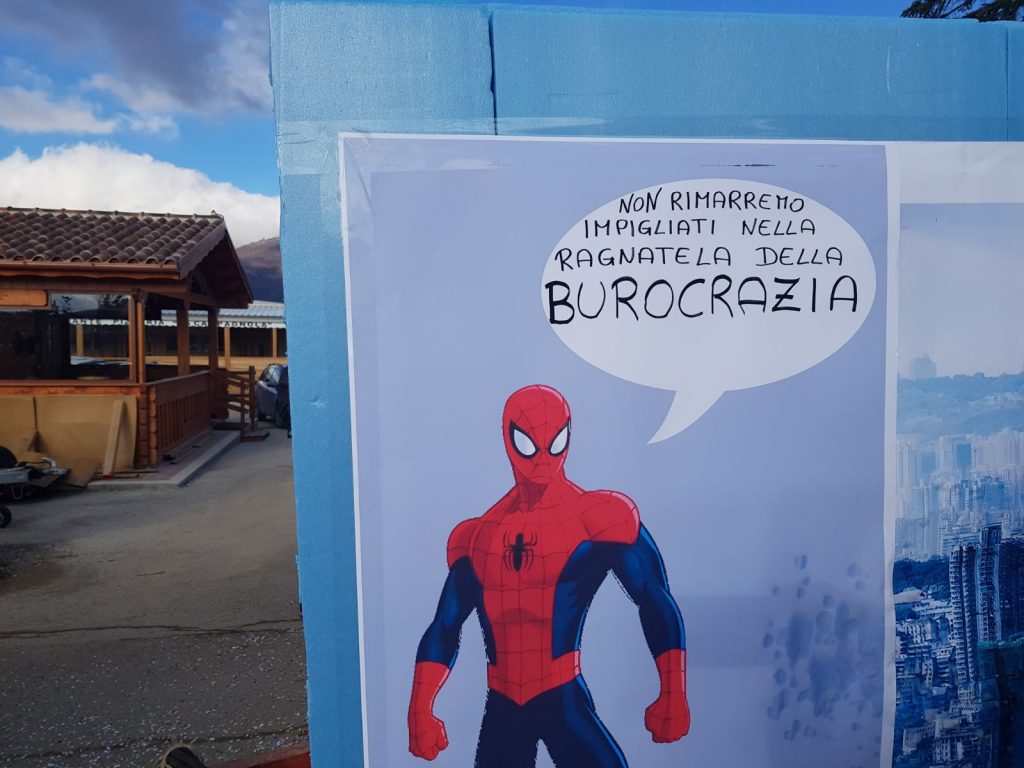 NON RIMARREMO
IMPIGLIATI NELLA
RAGNATELA DELLA
BUROCRAZIA